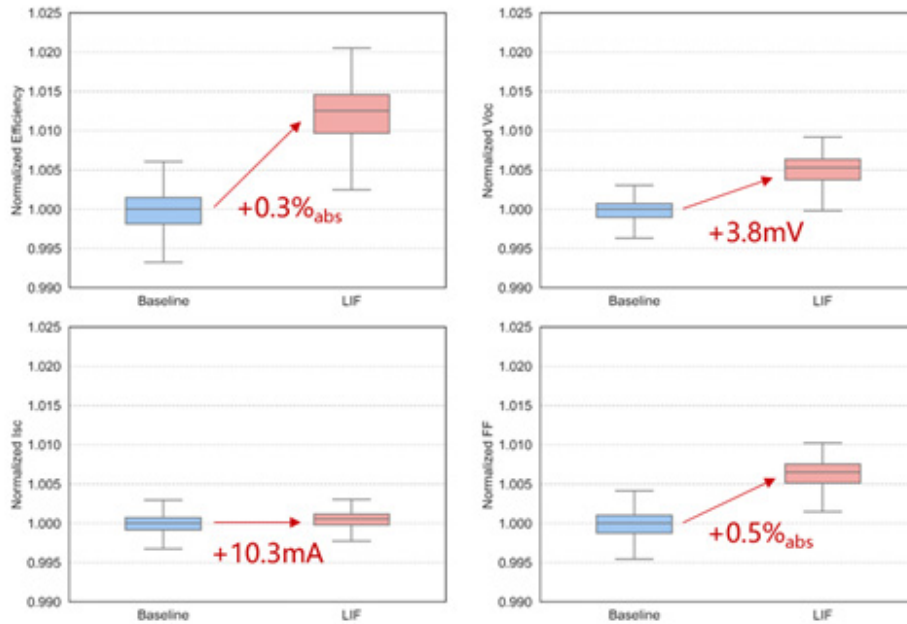 Normalized Efficiency
1.025
1.020
1.015
1.010
1.005
1.000
0.995
0.990
+0.3%abs
Baseline
LIF
Normalized Voc
1.025
1.020
1.015
1.010
1.005
1.000
0.995
0.990
+3.8mV
Baseline
LIF
Normalized Isc
1.025
1.020
1.015
1.010
1.005
1.000
0.995
0.990
+10.3mA
Baseline
LIF
Normalized FF
1.025
1.020
1.015
1.010
1.005
1.000
0.995
0.990
+0.5%abs
Baseline
LIF